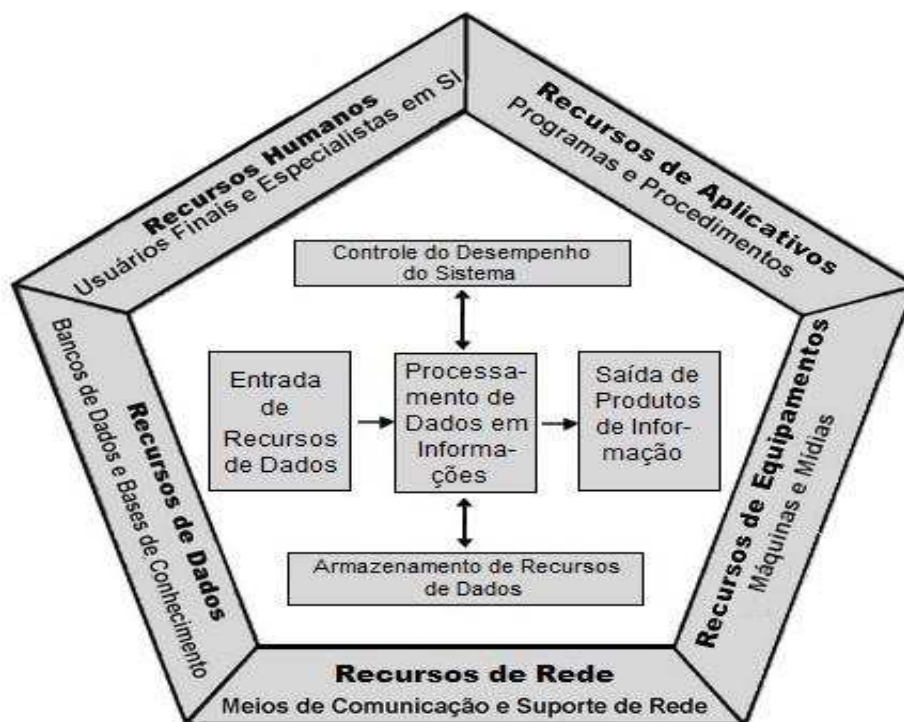 Recursos Humanos
Usuários Finais e Especialistas em SI
Recursos de Aplicativos
Programas e Procedimentos
Controle do Desempenho
do Sistema
Entrada
de
Recursos
de Dados
Processa-
mento de
Dados em
Informa-
ções
Saída de
Produtos
de Infor-
mação
Armazenamento de Recursos
de Dados
Recursos de Dados
Bancos de Dados e Bases de Conhecimento
Recursos de Equipamentos
Máquinas e Mídias
Recursos de Rede
Meios de Comunicação e Suporte de Rede